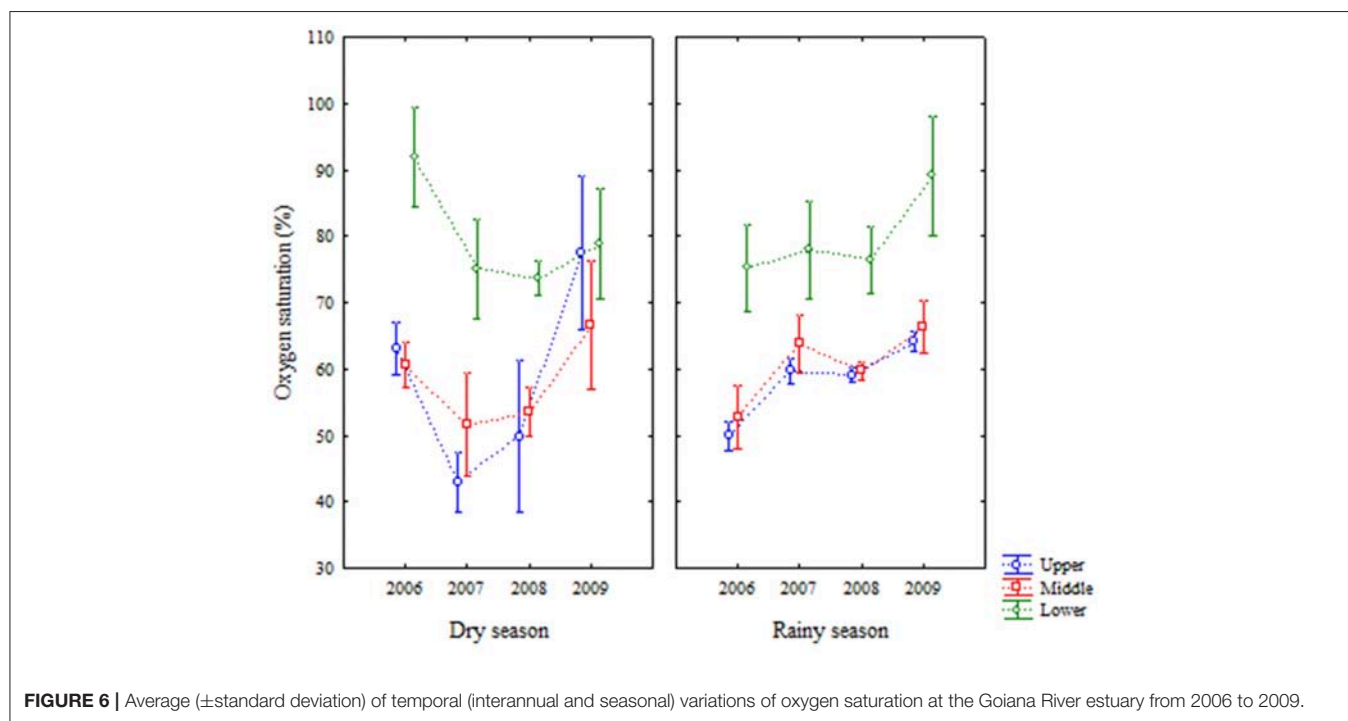 110
100
90
80
70
60
50
40
30
Oxygen saturation (%)
2006 2007 2008 2009
Dry season
2006 2007 2008 2009
Rainy season
Upper
Middle
Lower
FIGURE 6 | Average (±standard deviation) of temporal (interannual and seasonal) variations of oxygen saturation at the Goiana River estuary from 2006 to 2009.